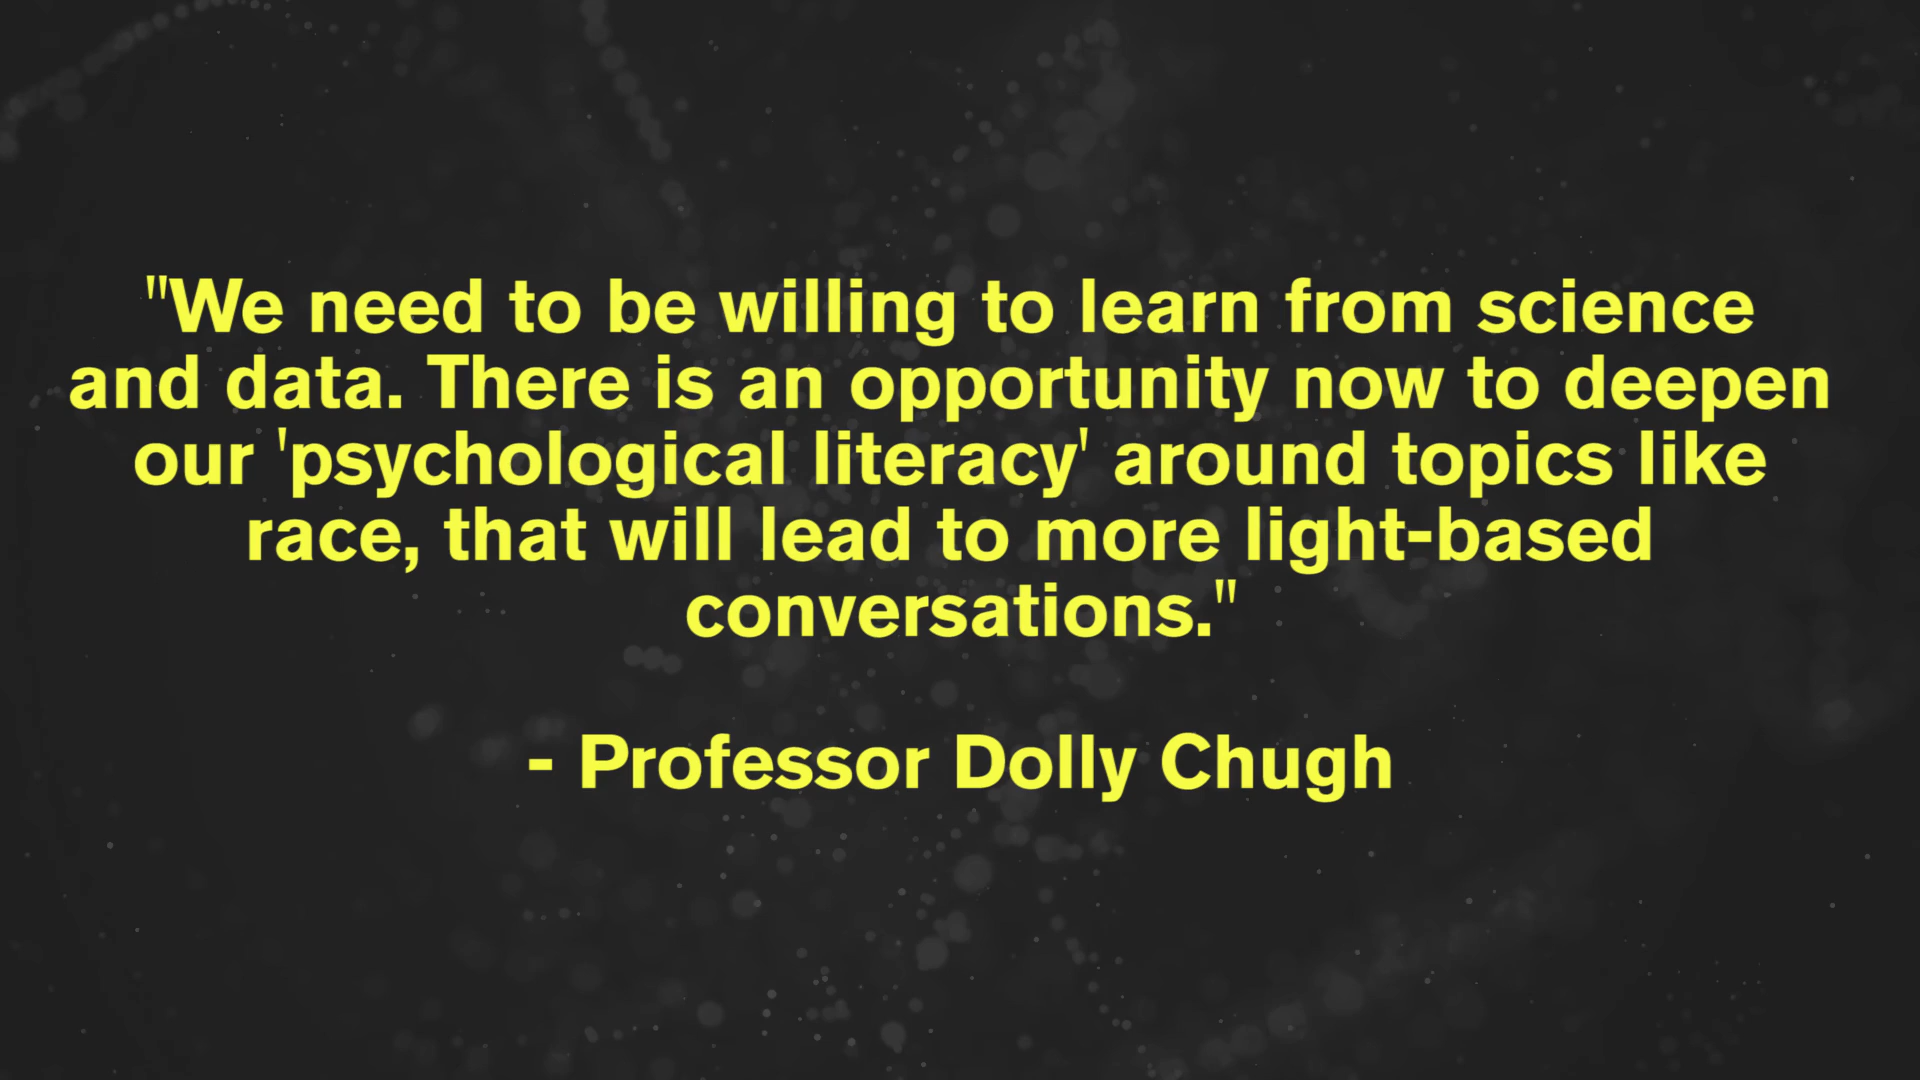 "We need to be willing to learn from science
and data. There is an opportunity now to deepen
our 'psychological literacy' around topics like
race, that will lead to more light-based
conversations."
- Professor Dolly Chugh